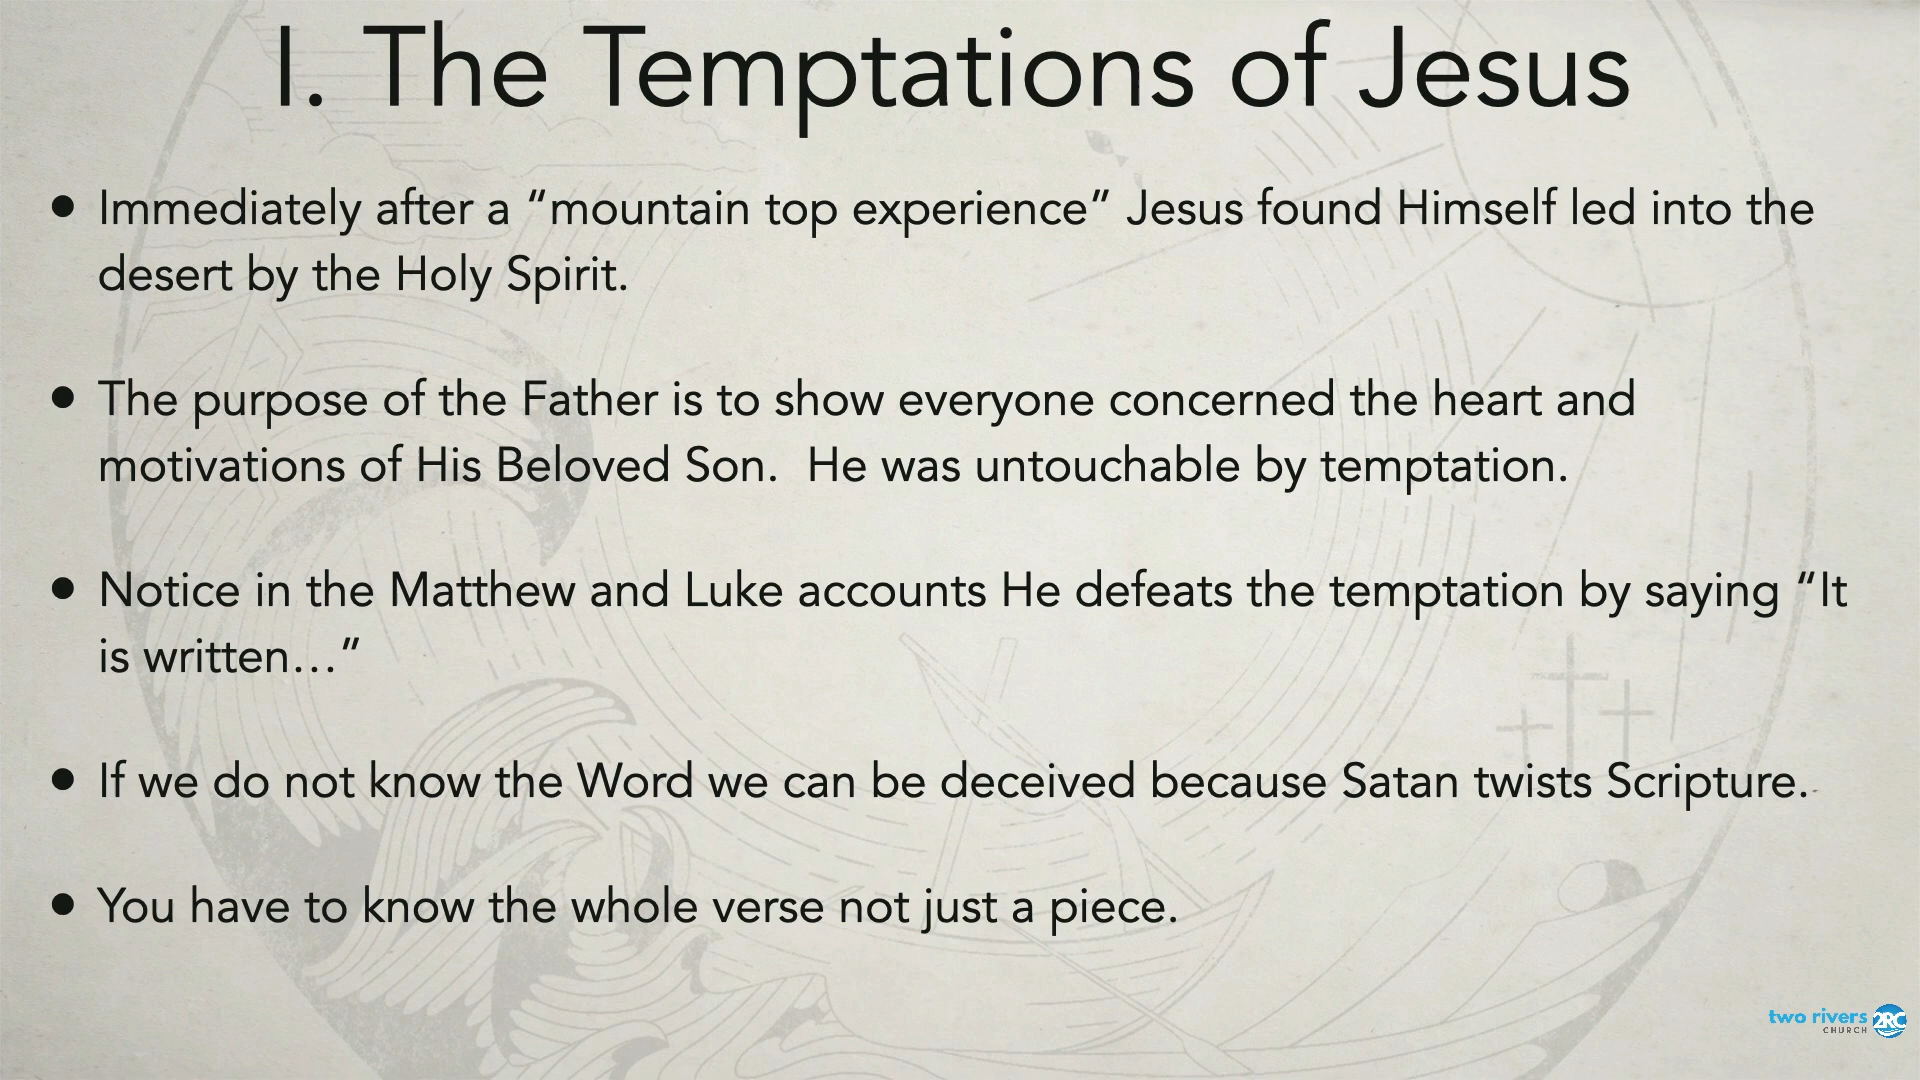 I. The Temptations of Jesus
• Immediately after a “mountain top experience” Jesus found Himself led into the
desert by the Holy Spirit.
• The purpose of the Father is to show everyone concerned the heart and
motivations of His Beloved Son.  He was untouchable by temptation.
• Notice in the Matthew and Luke accounts He defeats the temptation by saying “It
is written…”
• If we do not know the Word we can be deceived because Satan twists Scripture.
• You have to know the whole verse not just a piece.
two rivers 2RC
CHURCH